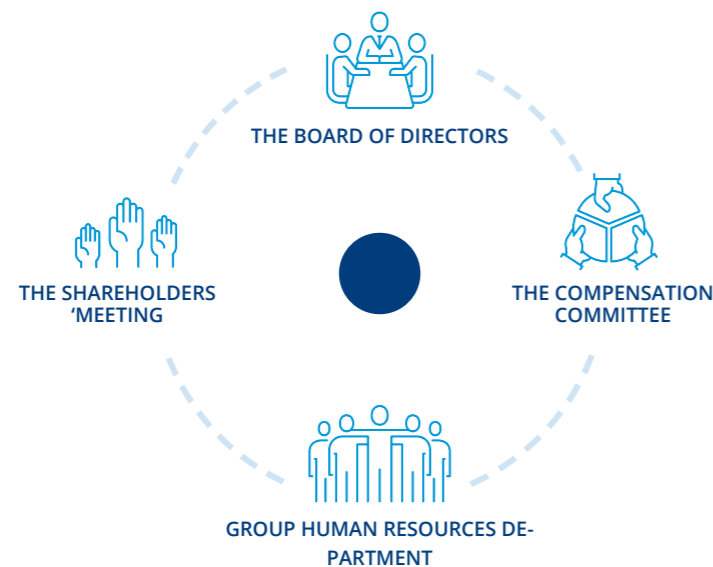 THE BOARD OF DIRECTORS
THE SHAREHOLDERS
‘MEETING
THE COMPENSATION
COMMITTEE
GROUP HUMAN RESOURCES DE-
PARTMENT